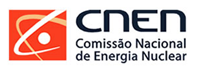 CNEN
Comissão Nacional
de Energia Nuclear